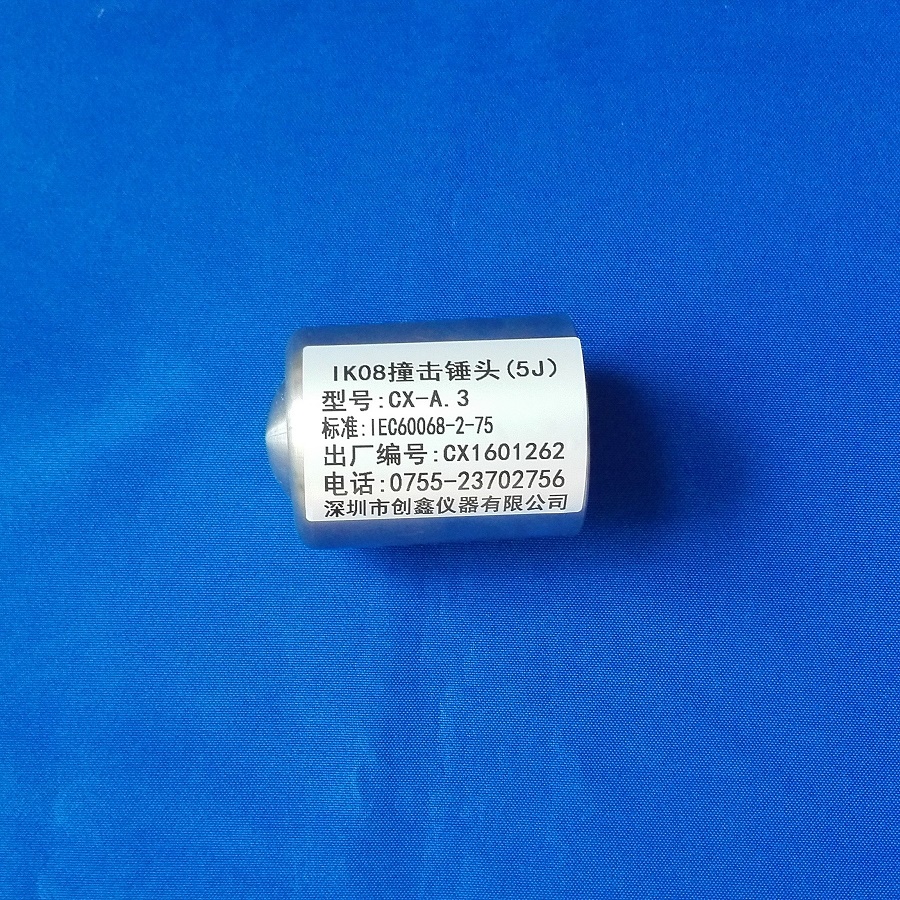 IK08撞击锤头(5J)
型号:CX-A.3
标准:IEC60068-2-75
出厂编号:CX1601262
电话:0755-23702756
深圳市创鑫仪器有限公司